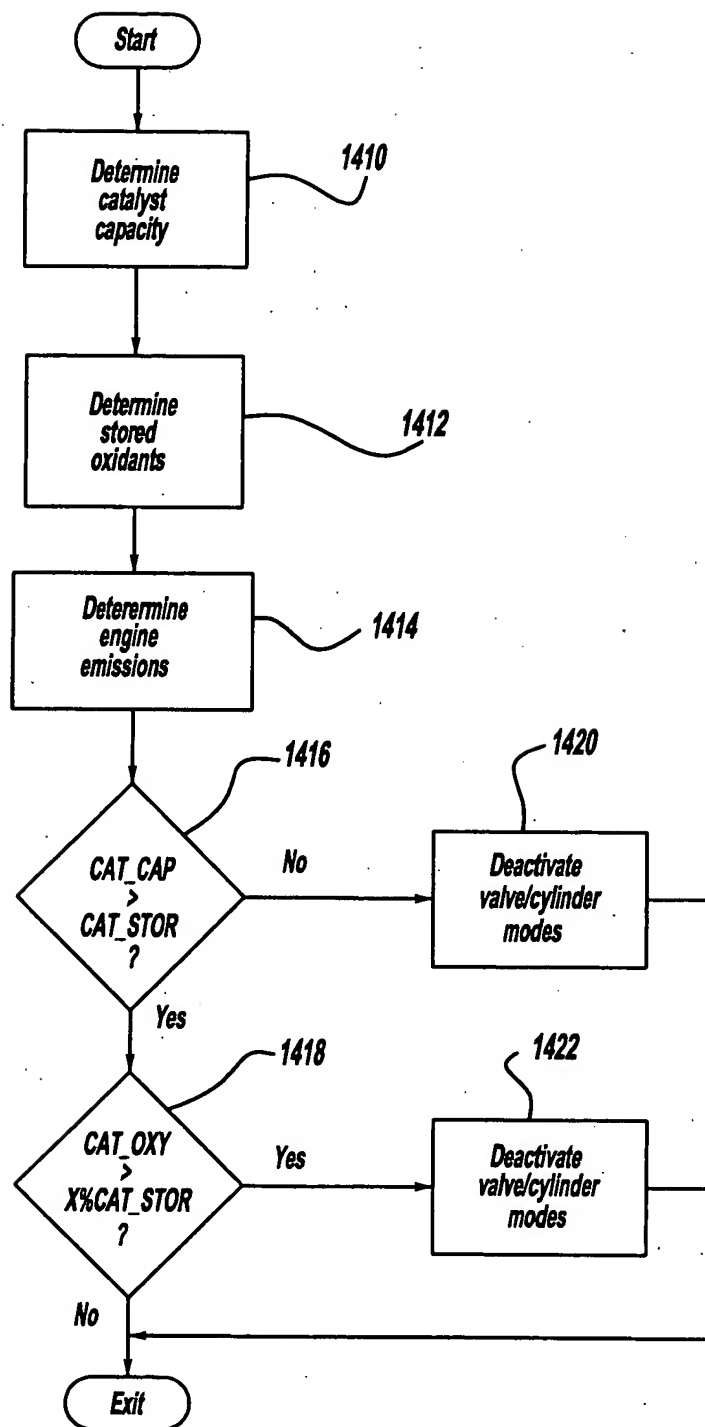 Start
Determine
catalyst
capacity
1410
Determine
stored
oxidants
1412
Deterermine
engine
emissions
1414
1416
CAT_CAP
>
CAT_STOR
?
No
Yes
1420
Deactivate
valve/cylinder
modes
1418
CAT_OXY
>
X%CAT_STOR
?
Yes
No
1422
Deactivate
valve/cylinder
modes
Exit